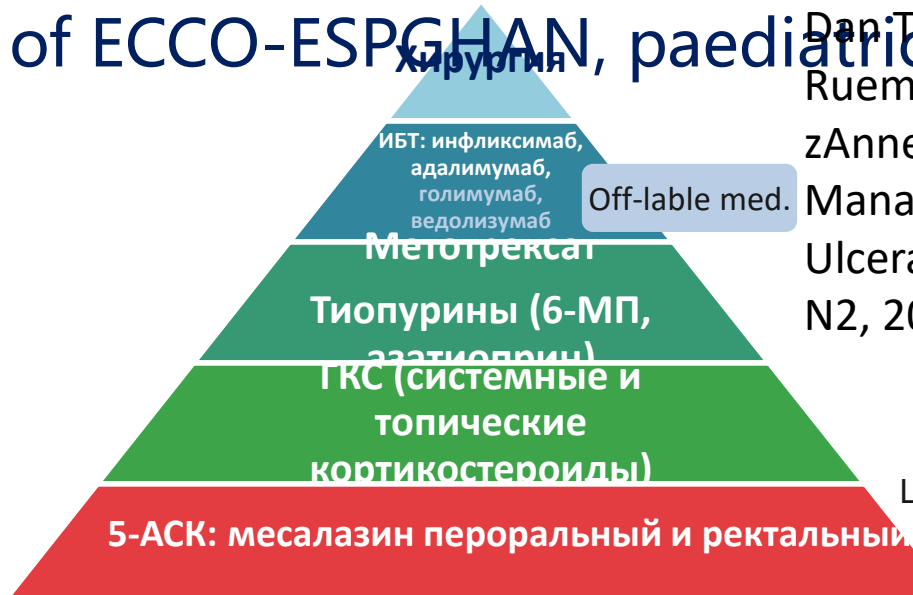 of ECCO-ESPGHAN, paediatric
Хирургия
ИБТ: инфликсимаб,
адалимумаб,
голимумаб,
ведолизумаб
Off-lable med.
Метотрексат
Тиопурины (6-МП,
азатиоприн)
ГКС (системные и
топические
кортикостероиды)
5-АСК: месалазин пероральный и ректальный
Dan T
Ruem
zAnne
Mana
Ulcera
N2, 20
L